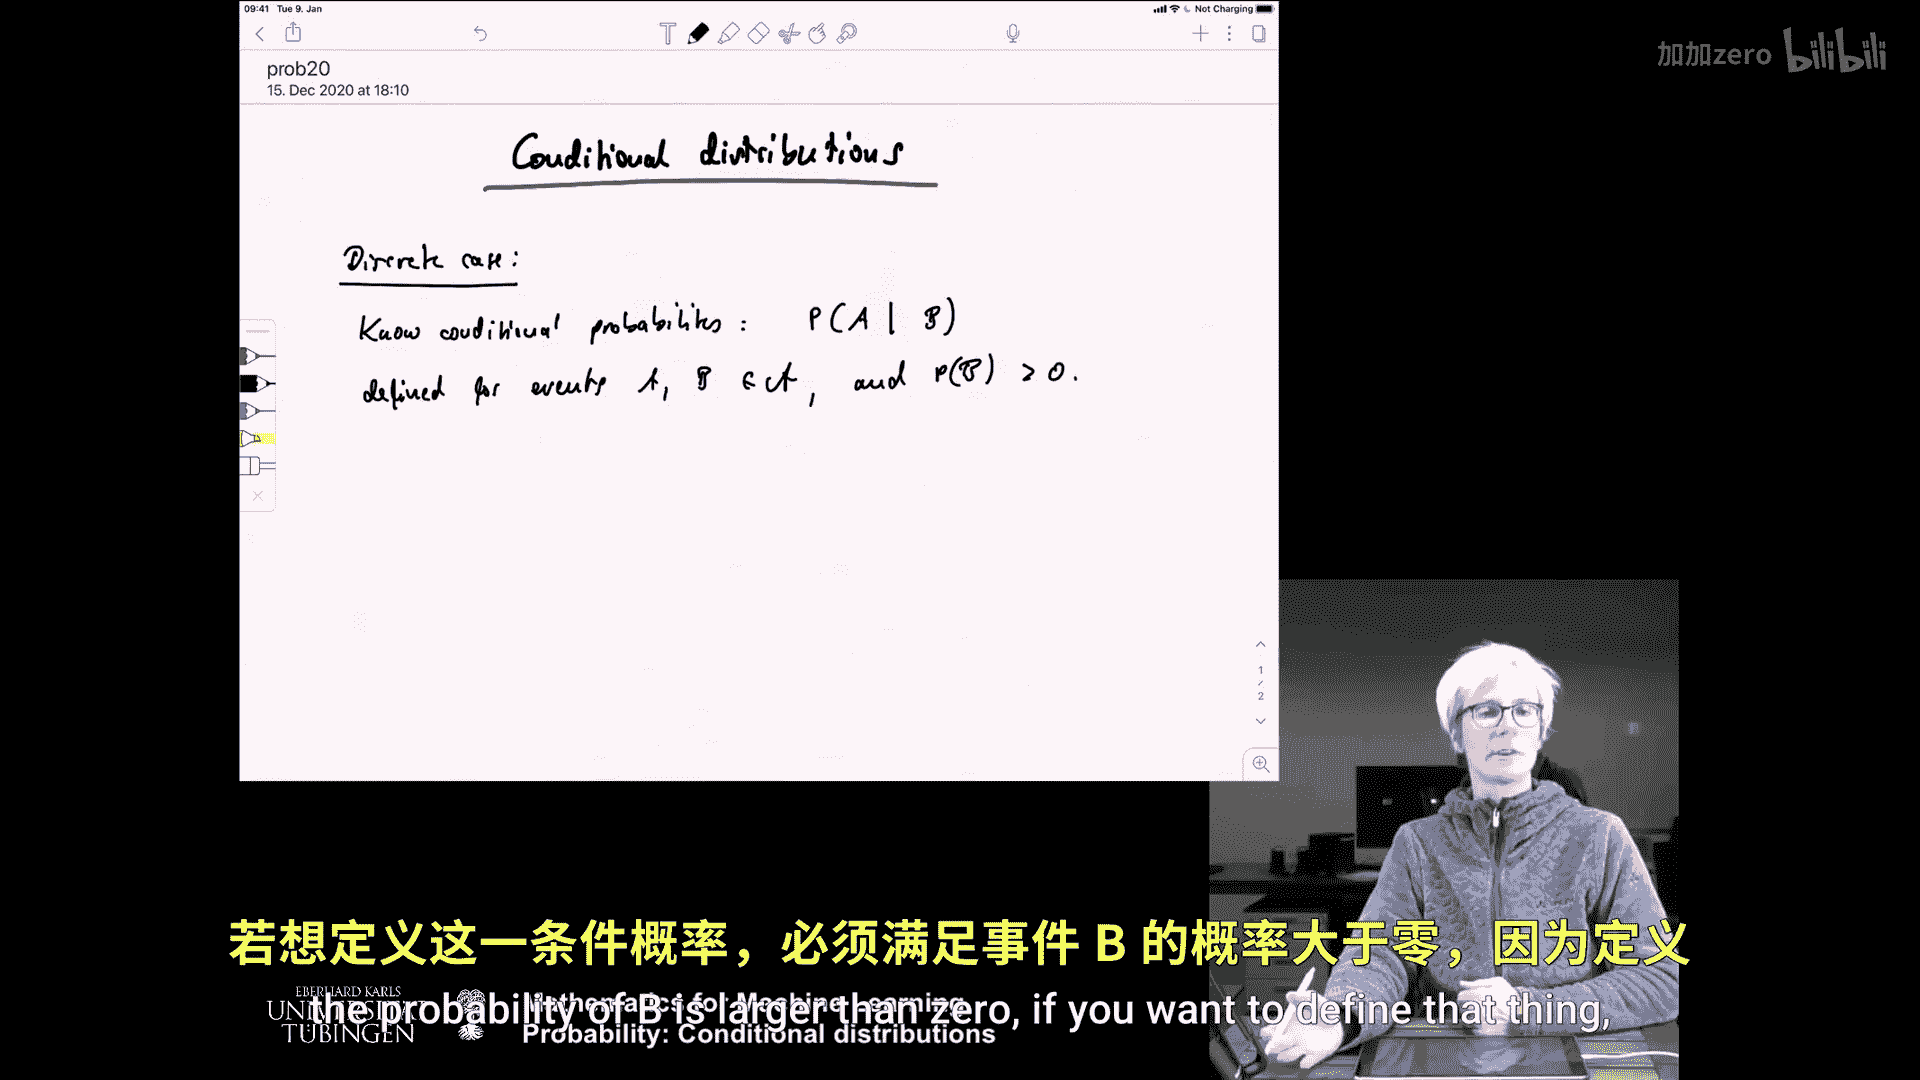 09:41 Tue 9. Jan
Not Charging
加加zero bilibili
prob20
15. Dec 2020 at 18:10
Conditional distributions
Discrete case:
Know conditional probabilities : P(A | B)
defined for events A, B ∈ A, and P(B) > 0.
1
/
2
若想定义这一条件概率，必须满足事件 B 的概率大于零，因为定义
the probability of B is larger than zero, if you want to define that thing,
EBERHARD KARLS
UNIVERSITÄT
TÜBINGEN
Mathematics for Machine Learning
Probability: Conditional distributions